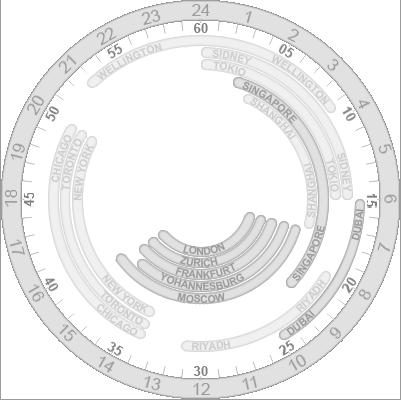 24
1
2
3
4
5
6
7
8
9
10
11
12
13
14
15
16
17
18
19
20
21
22
23
60
05
10
15
20
25
30
35
40
45
50
55
WELLINGTON
WELLINGTON
SIDNEY
SIDNEY
TOKIO
TOKIO
SINGAPORE
SINGAPORE
SHANGHAI
SHANGHAI
DUBAI
DUBAI
RIYADH
RIYADH
CHICAGO
TORONTO
NEW YORK
NEW YORK
TORONTO
CHICAGO
LONDON
ZURICH
FRANKFURT
YOHANNESBURG
MOSCOW